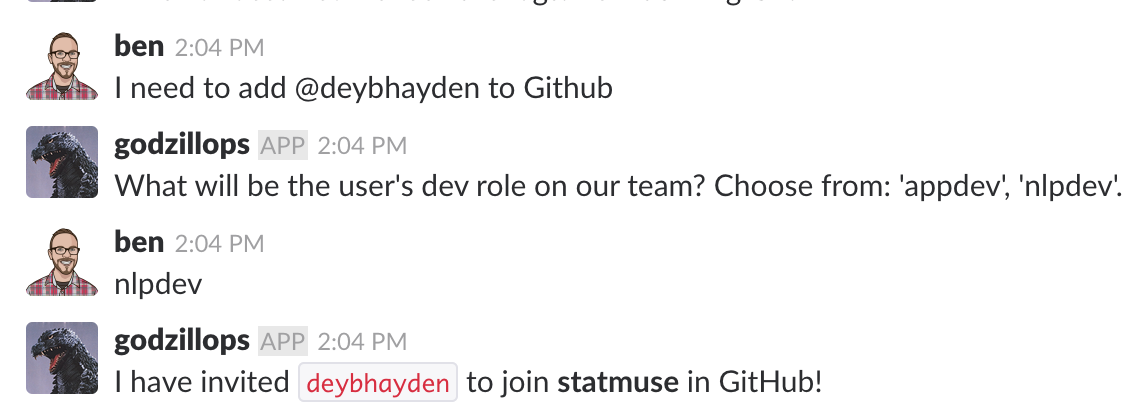 ben 2:04 PM
I need to add @deybhayden to Github
godzillops APP 2:04 PM
What will be the user's dev role on our team? Choose from: 'appdev', 'nlpdev'.
ben 2:04 PM
nlpdev
godzillops APP 2:04 PM
I have invited deybhayden to join statmuse in GitHub!